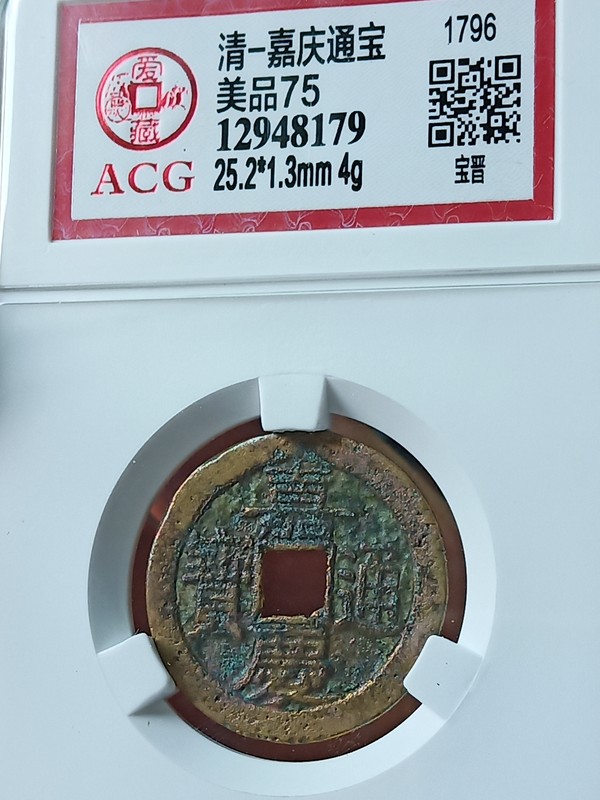 清-嘉庆通宝
1796
美品75
12948179
25.2*1.3mm 4g
宝晋
爱
藏
ACG
嘉
寶 通
慶